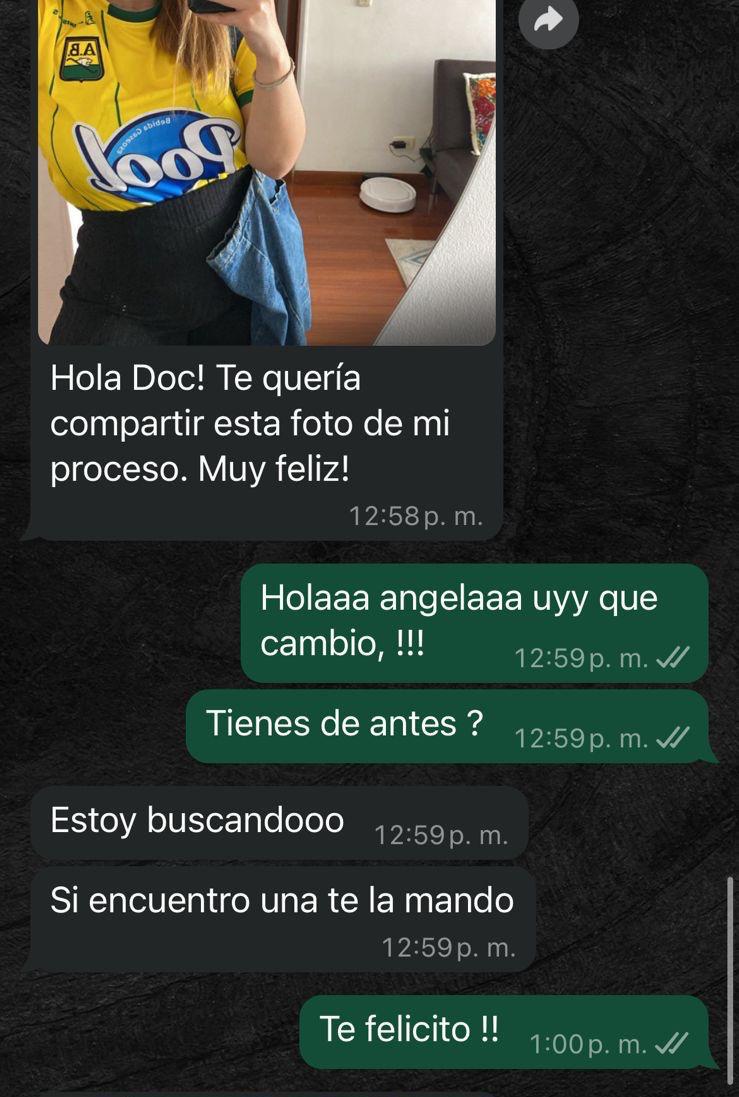 A.B
Bebida Gaseosa
Pool
Hola Doc! Te quería
compartir esta foto de mi
proceso. Muy feliz!
12:58 p. m.
Holaaa angelaaa uyy que
cambio, !!!
12:59 p. m.
Tienes de antes ?
12:59 p. m.
Estoy buscandooo
12:59 p. m.
Si encuentro una te la mando
12:59 p. m.
Te felicito !!
1:00 p. m.